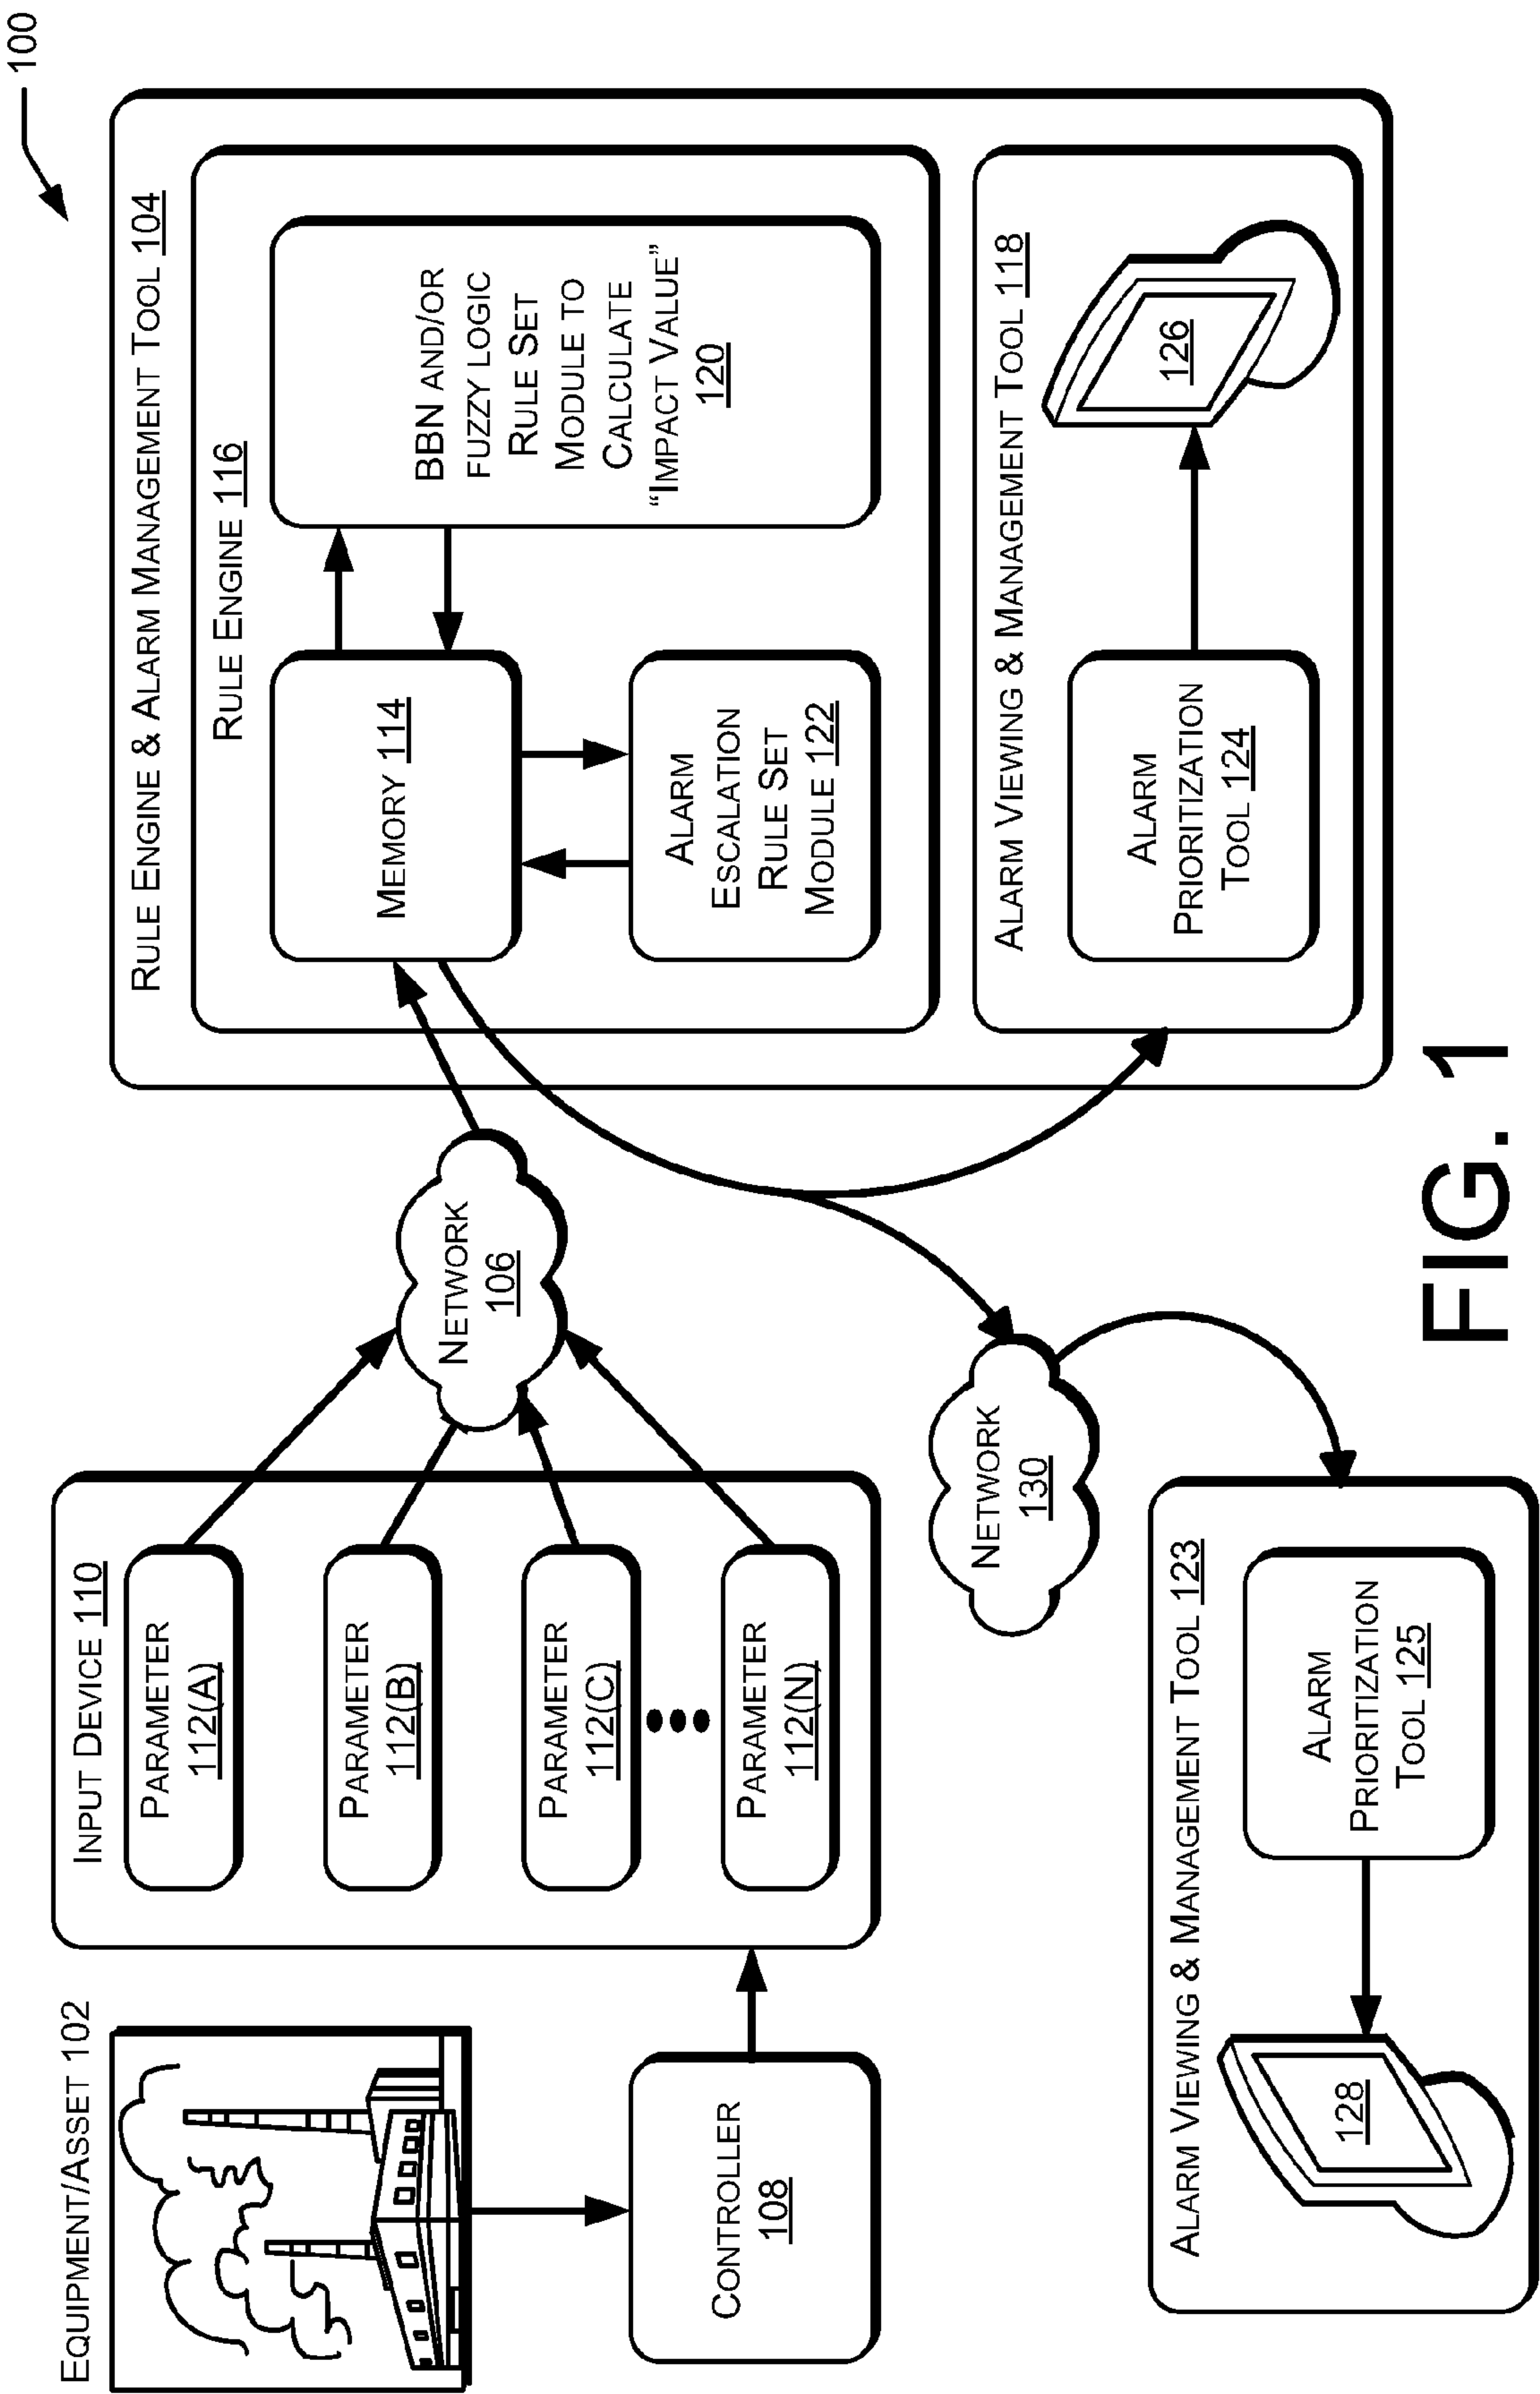 100
EQUIPMENT/ASSET 102
CONTROLLER
108
INPUT DEVICE 110
PARAMETER
112(A)
PARAMETER
112(B)
PARAMETER
112(C)
PARAMETER
112(N)
NETWORK
106
RULE ENGINE & ALARM MANAGEMENT TOOL 104
RULE ENGINE 116
MEMORY 114
BBN AND/OR
FUZZY LOGIC
RULE SET
MODULE TO
CALCULATE
“IMPACT VALUE”
120
ALARM
ESCALATION
RULE SET
MODULE 122
ALARM VIEWING & MANAGEMENT TOOL 118
ALARM
PRIORITIZATION
TOOL 124
126
NETWORK
130
ALARM VIEWING & MANAGEMENT TOOL 123
128
ALARM
PRIORITIZATION
TOOL 125
FIG. 1